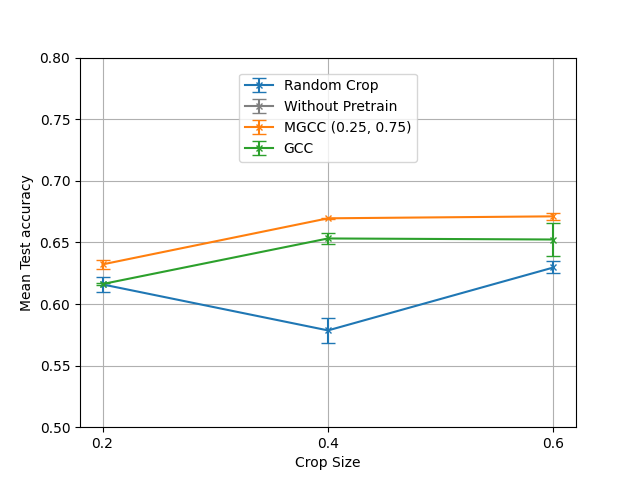 0.80
0.75
0.70
0.65
0.60
0.55
0.50
Mean Test accuracy
Random Crop
Without Pretrain
MGCC (0.25, 0.75)
GCC
0.2
0.4
0.6
Crop Size